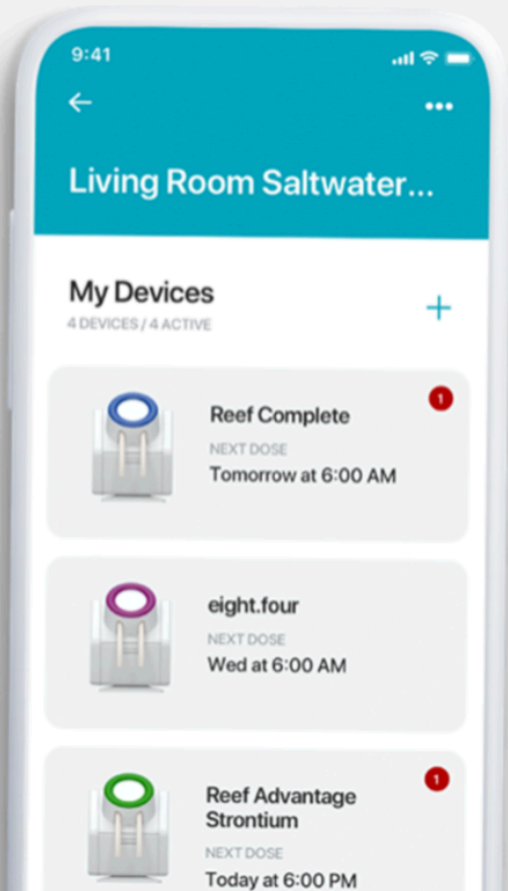 9:41
Living Room Saltwater...
My Devices
4 DEVICES / 4 ACTIVE
1
Reef Complete
NEXT DOSE
Tomorrow at 6:00 AM
eight.four
NEXT DOSE
Wed at 6:00 AM
1
Reef Advantage
Strontium
NEXT DOSE
Today at 6:00 PM